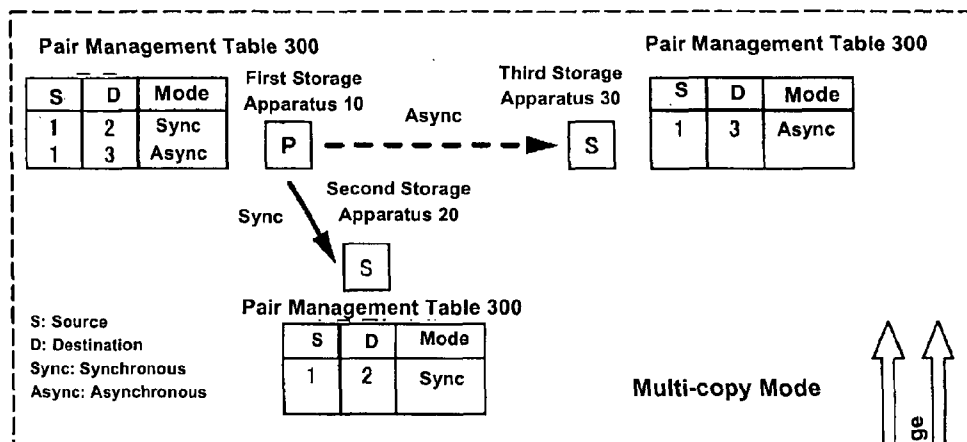 Pair Management Table 300
S D Mode
1 2 Sync
1 3 Async
First Storage
Apparatus 10
P
Async
Third Storage
Apparatus 30
S
Pair Management Table 300
S D Mode
1 3 Async
Sync
Second Storage
Apparatus 20
S
Pair Management Table 300
S D Mode
1 2 Sync
S: Source
D: Destination
Sync: Synchronous
Async: Asynchronous
Multi-copy Mode